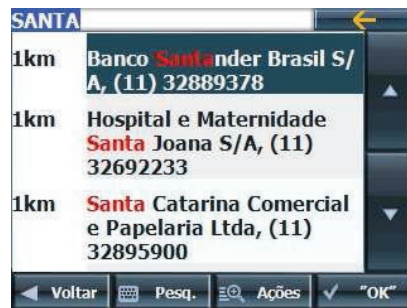 SANTA
1km Banco Santander Brasil S/
A, (11) 32889378
1km Hospital e Maternidade
Santa Joana S/A, (11)
32692233
1km Santa Catarina Comercial
e Papelaria Ltda, (11)
32895900
Voltar Pesq. Ações "OK"